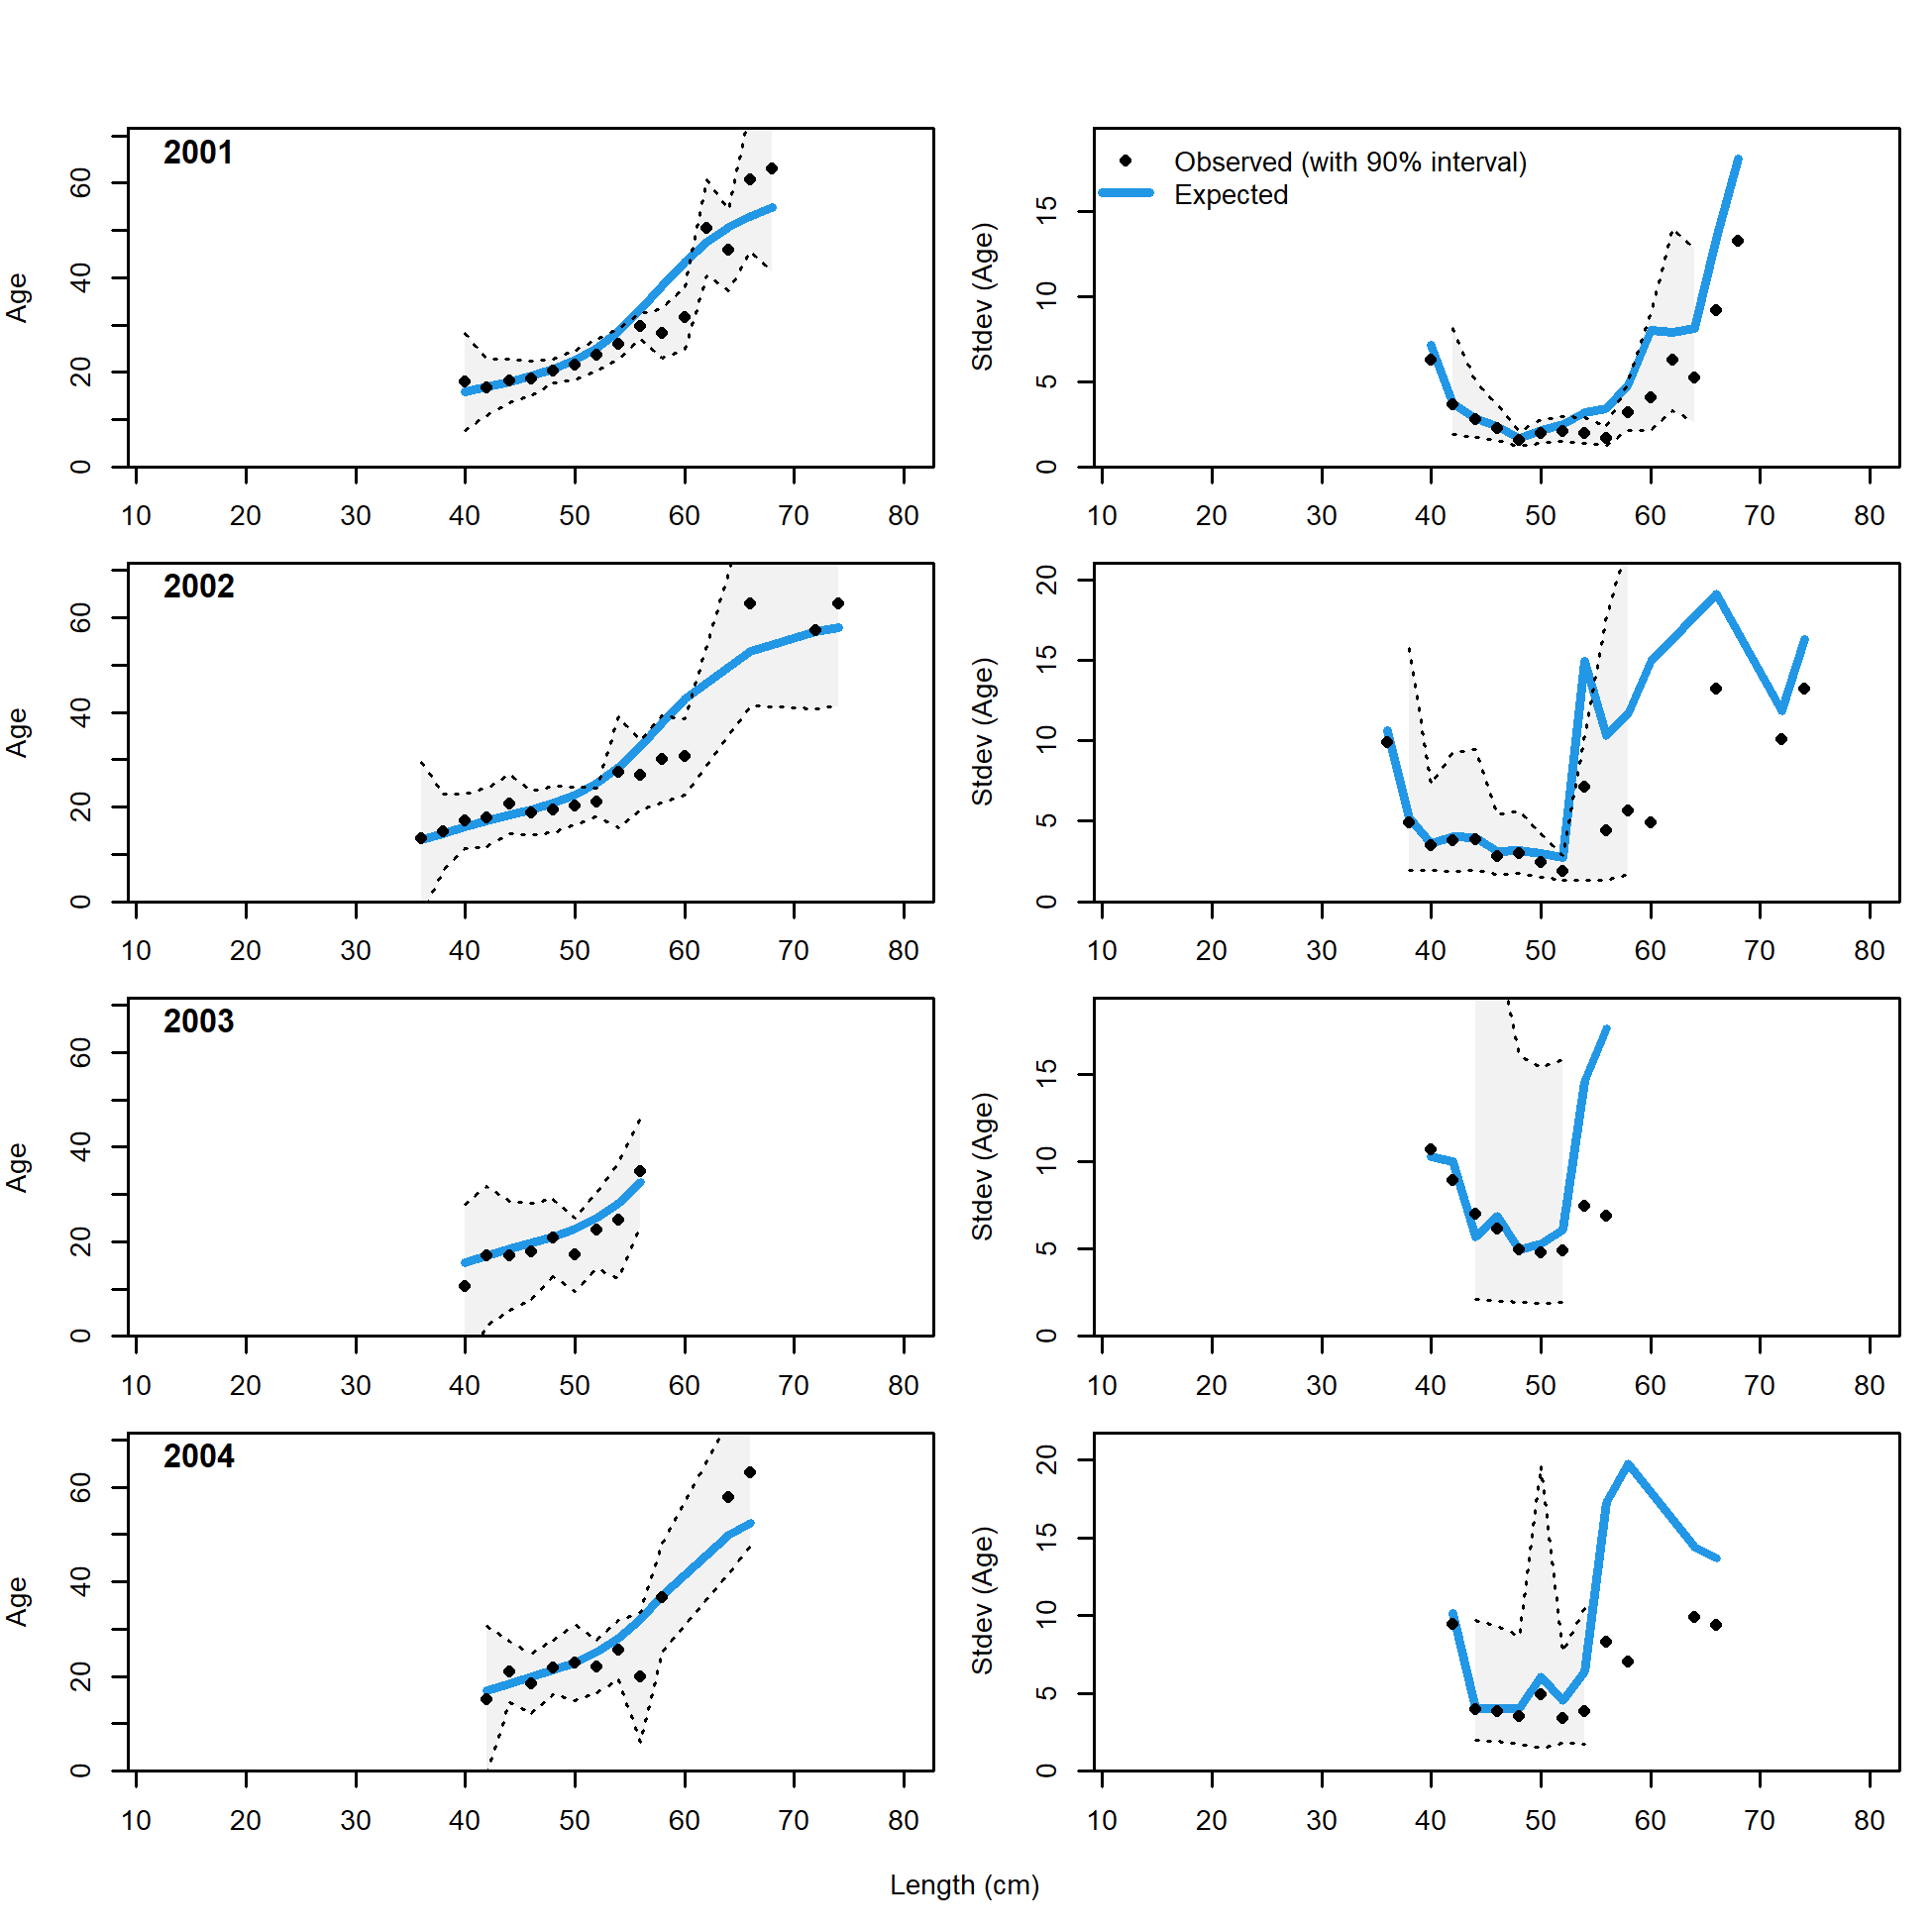 2001
Age
0 20 40 60
10 20 30 40 50 60 70 80
Observed (with 90% interval)
Expected
Stdev (Age)
0 5 10 15
10 20 30 40 50 60 70 80
2002
Age
0 20 40 60
10 20 30 40 50 60 70 80
Stdev (Age)
0 5 10 15 20
10 20 30 40 50 60 70 80
2003
Age
0 20 40 60
10 20 30 40 50 60 70 80
Stdev (Age)
0 5 10 15
10 20 30 40 50 60 70 80
2004
Age
0 20 40 60
10 20 30 40 50 60 70 80
Stdev (Age)
0 5 10 15 20
10 20 30 40 50 60 70 80
Length (cm)